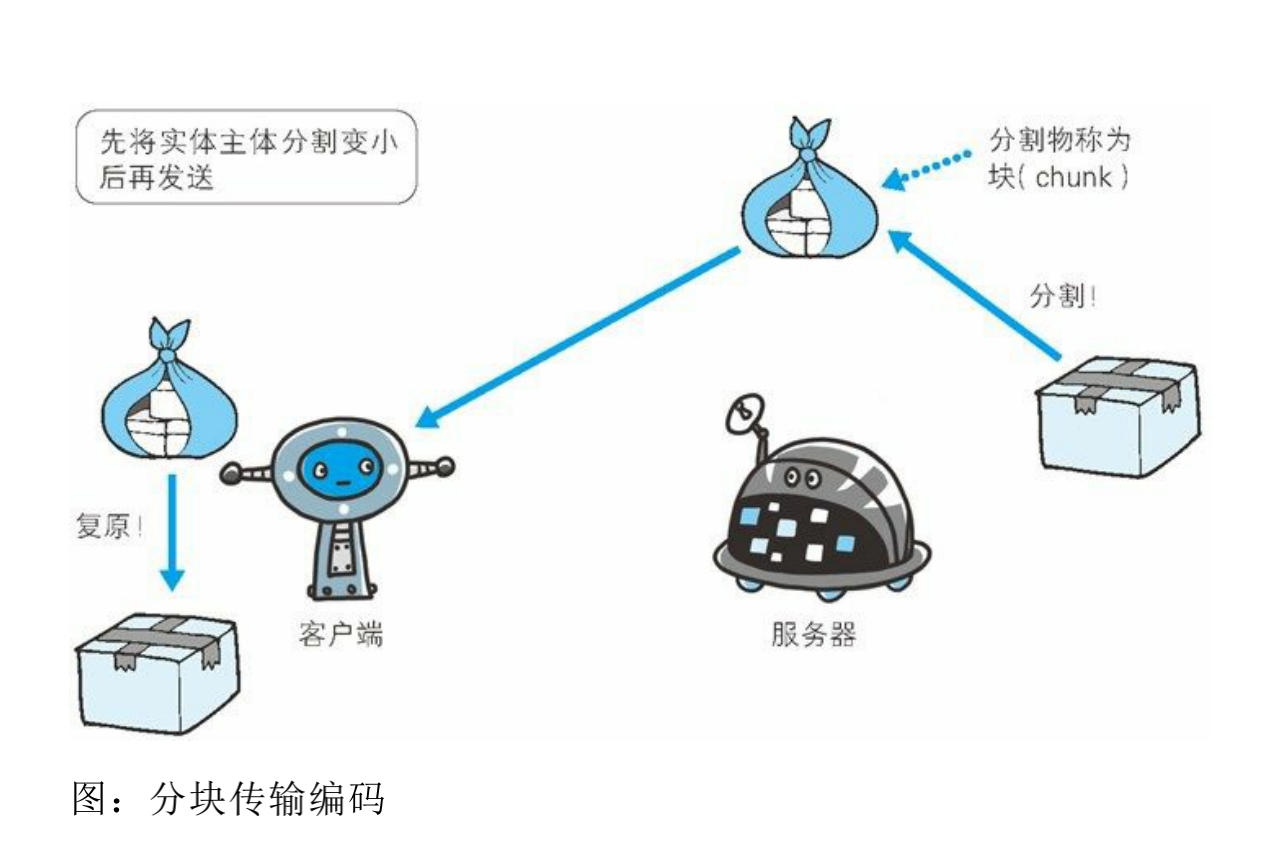 先将实体主体分割变小
后再发送
分割物称为
块( chunk )
分割!
复原!
客户端
服务器
图：分块传输编码